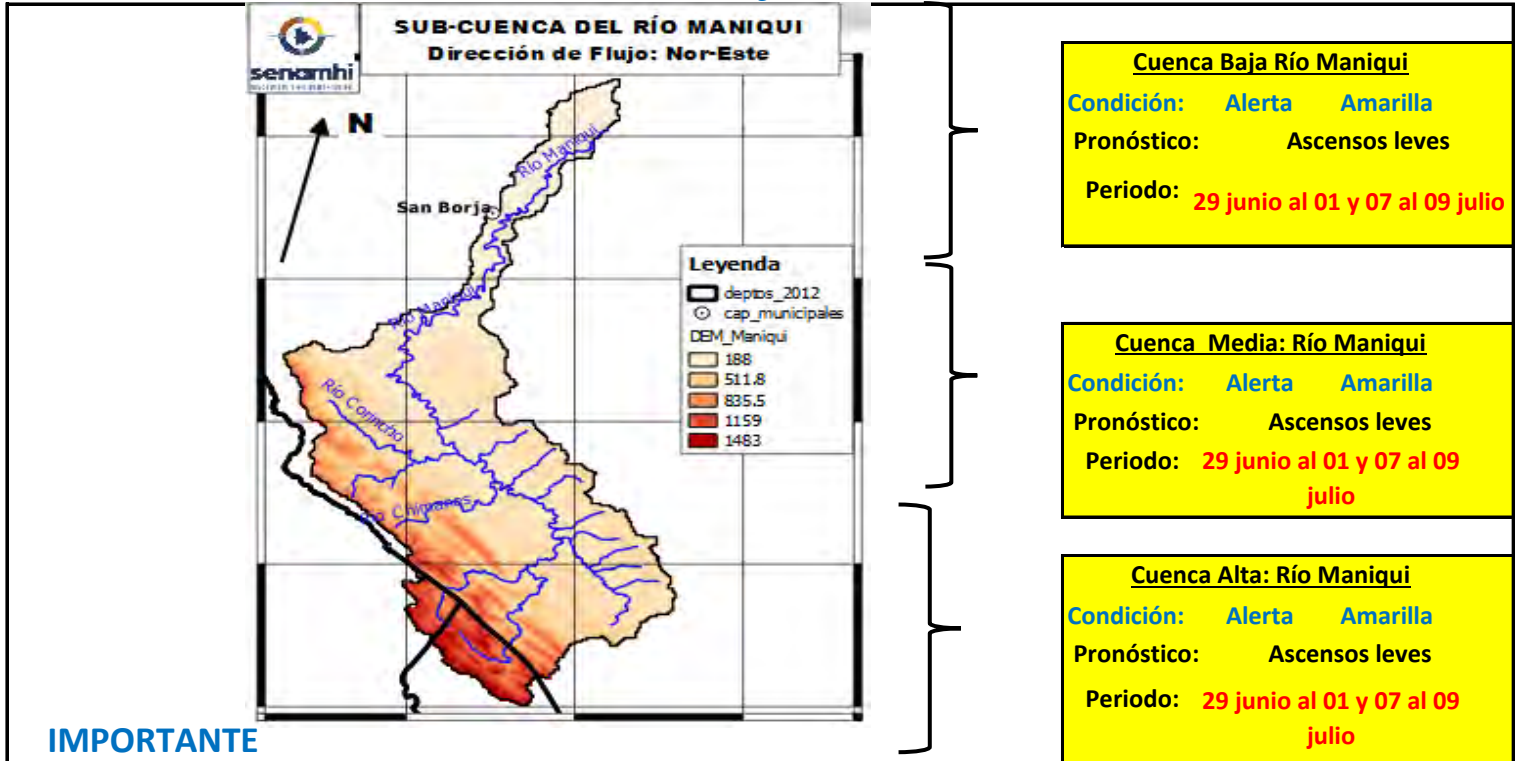 SUB-CUENCA DEL RÍO MANIQUI
Dirección de Flujo: Nor-Este
senamhi
N
Río Maniqui
San Borja
Río Maniqui
Río Corincho
Río Chimanes
Leyenda
deptos_2012
cap_municipales
DEM_Maniqui
188
511.8
835.5
1159
1483
Cuenca Baja Río Maniqui
Condición: Alerta Amarilla
Pronóstico: Ascensos leves
Periodo: 29 junio al 01 y 07 al 09 julio
Cuenca Media: Río Maniqui
Condición: Alerta Amarilla
Pronóstico: Ascensos leves
Periodo: 29 junio al 01 y 07 al 09
julio
Cuenca Alta: Río Maniqui
Condición: Alerta Amarilla
Pronóstico: Ascensos leves
Periodo: 29 junio al 01 y 07 al 09
julio
IMPORTANTE